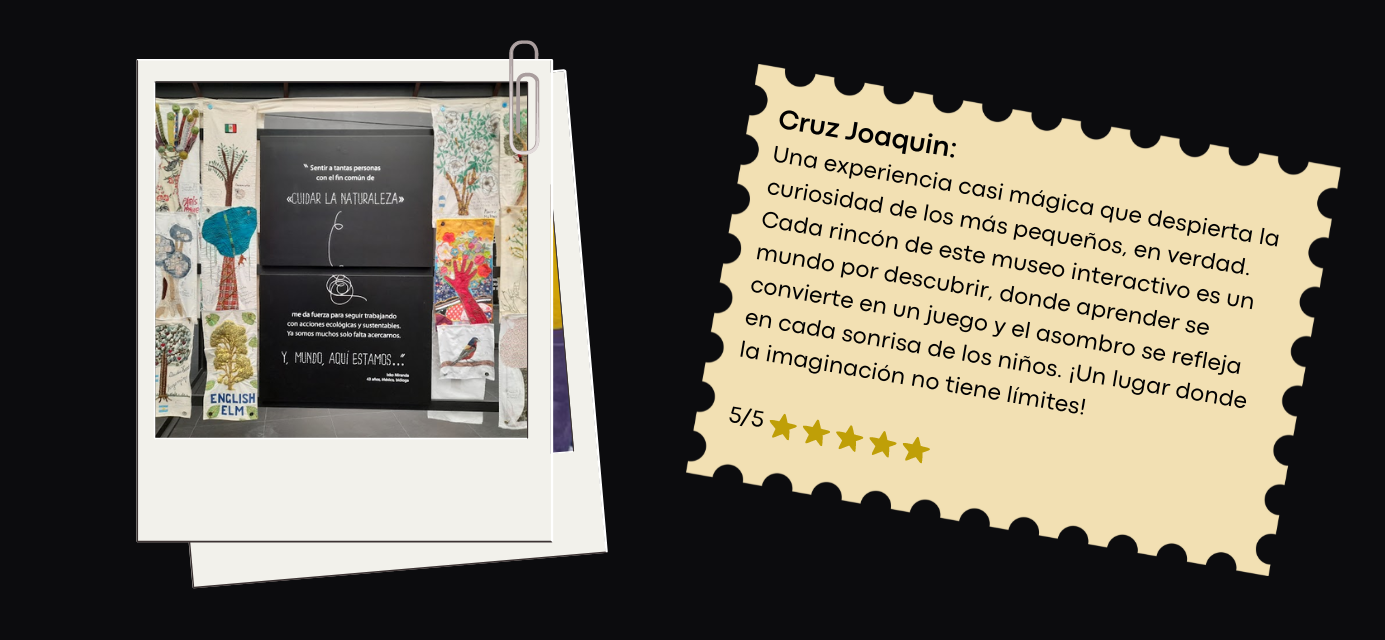 “ Sentir a tantas personas
con el fin común de
«CUIDAR LA NATURALEZA»
me da fuerza para seguir trabajando
con acciones ecológicas y sustentables.
Ya somos muchos solo falta acercarnos.
Y, MUNDO, AQUÍ ESTAMOS...”
43 años, México, bióloga
ENGLISH
ELM
Cruz Joaquin:
Una experiencia casi mágica que despierta la
curiosidad de los más pequeños, en verdad.
Cada rincón de este museo interactivo es un
mundo por descubrir, donde aprender se
convierte en un juego y el asombro se refleja
en cada sonrisa de los niños. ¡Un lugar donde
la imaginación no tiene límites!
5/5